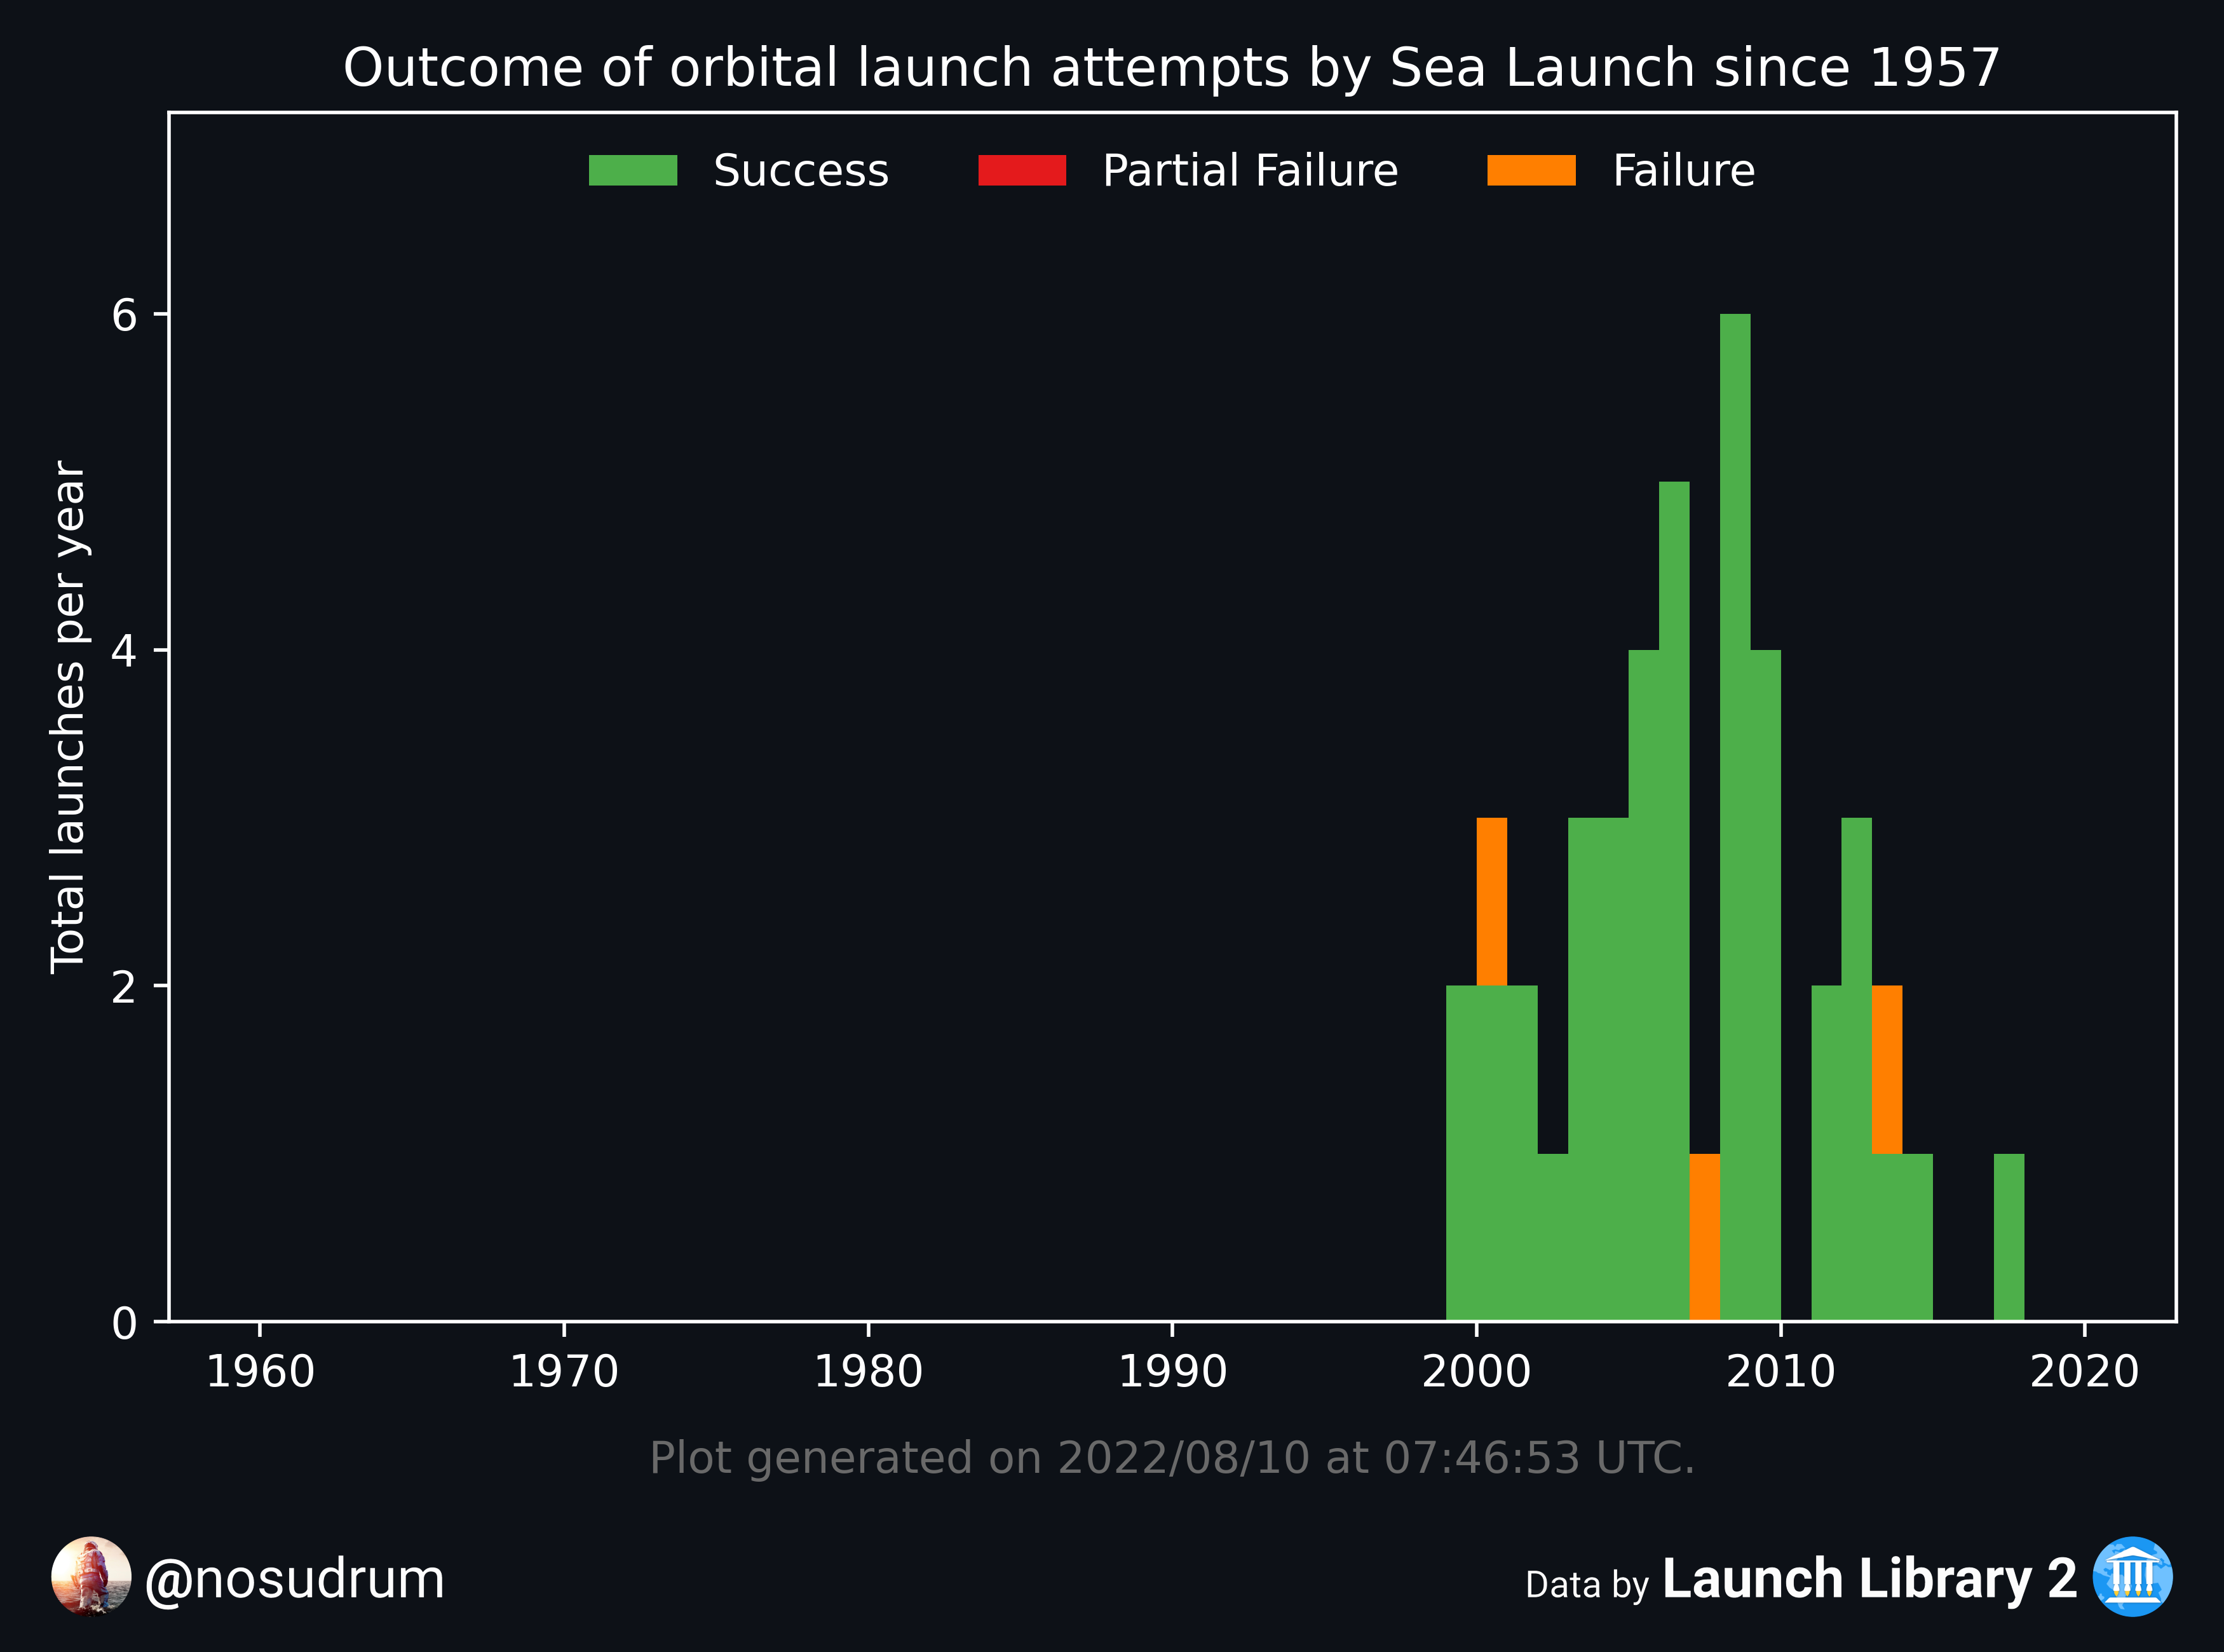 Outcome of orbital launch attempts by Sea Launch since 1957
Success Partial Failure Failure
Total launches per year
6
4
2
0
1960 1970 1980 1990 2000 2010 2020
Plot generated on 2022/08/10 at 07:46:53 UTC.
@nosudrum
Data by Launch Library 2